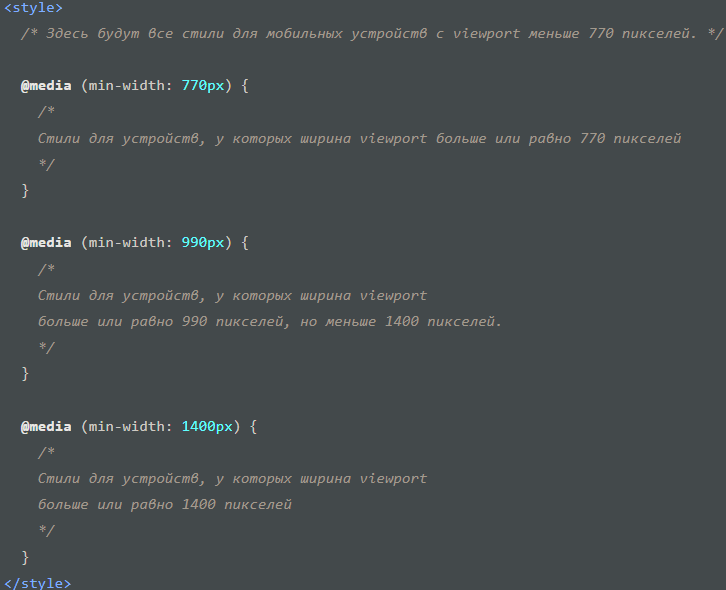 <style>
/* Здесь будут все стили для мобильных устройств с viewport меньше 770 пикселей. */
@media (min-width: 770px) {
/*
Стили для устройств, у которых ширина viewport больше или равно 770 пикселей
*/
}
@media (min-width: 990px) {
/*
Стили для устройств, у которых ширина viewport
больше или равно 990 пикселей, но меньше 1400 пикселей.
*/
}
@media (min-width: 1400px) {
/*
Стили для устройств, у которых ширина viewport
больше или равно 1400 пикселей
*/
}
</style>